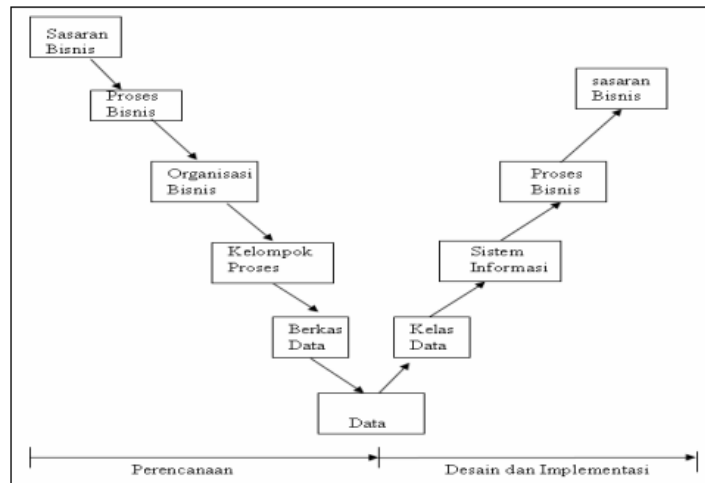 Sasaran
Bisnis
Proses
Bisnis
Organisasi
Bisnis
Kelompok
Proses
Berkas
Data
Data
Kelas
Data
Sistem
Informasi
Proses
Bisnis
sasaran
Bisnis
Perencanaan
Desain dan Implementasi